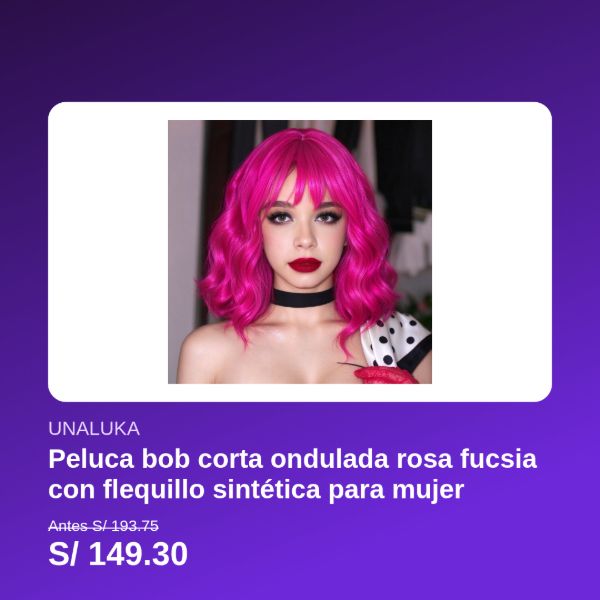 UNALUKA
Peluca bob corta ondulada rosa fucsia
con flequillo sintética para mujer
Antes S/ 193.75
S/ 149.30